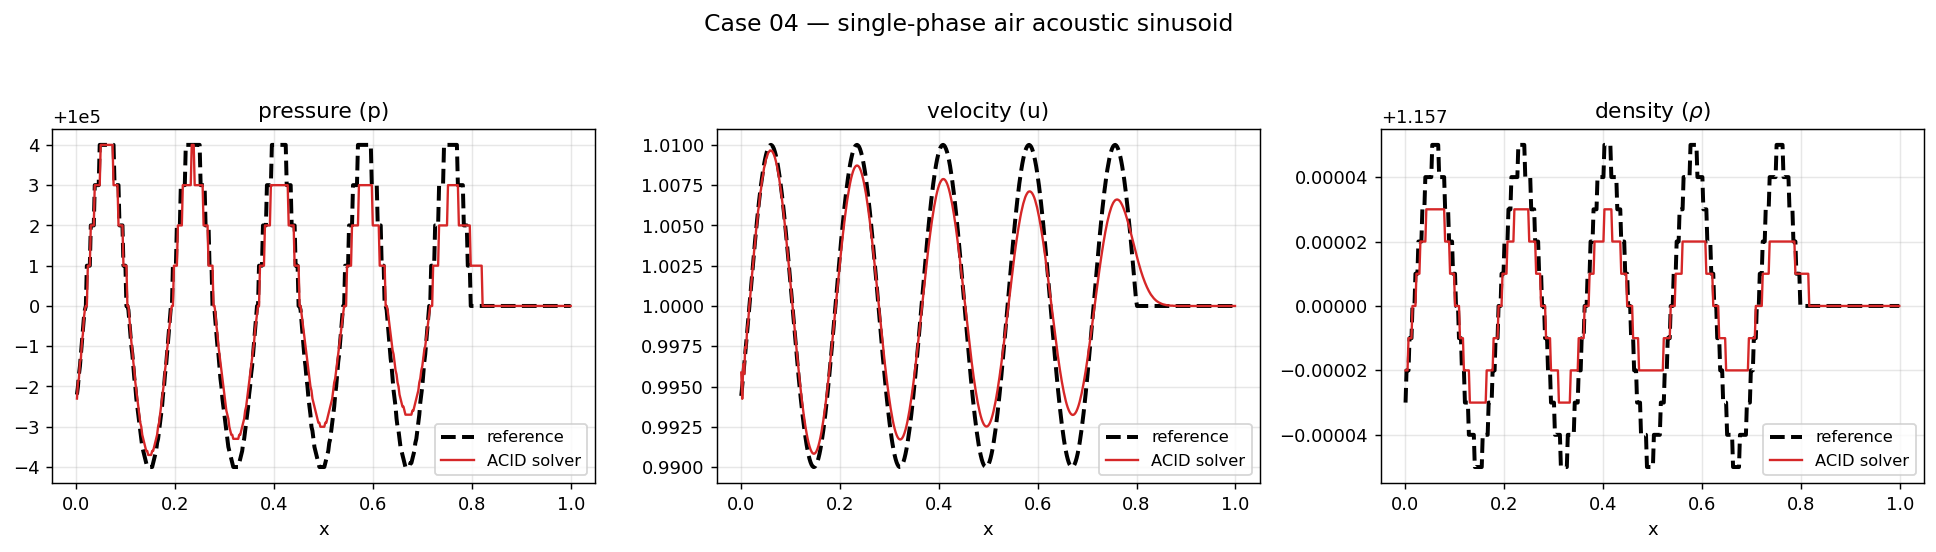 Case 04 — single-phase air acoustic sinusoid
pressure (p)
+1e5
4
3
2
1
0
−1
−2
−3
−4
0.0 0.2 0.4 0.6 0.8 1.0
x
reference
ACID solver
velocity (u)
1.0100
1.0075
1.0050
1.0025
1.0000
0.9975
0.9950
0.9925
0.9900
0.0 0.2 0.4 0.6 0.8 1.0
x
reference
ACID solver
density (ρ)
+1.157
0.00004
0.00002
0.00000
−0.00002
−0.00004
0.0 0.2 0.4 0.6 0.8 1.0
x
reference
ACID solver